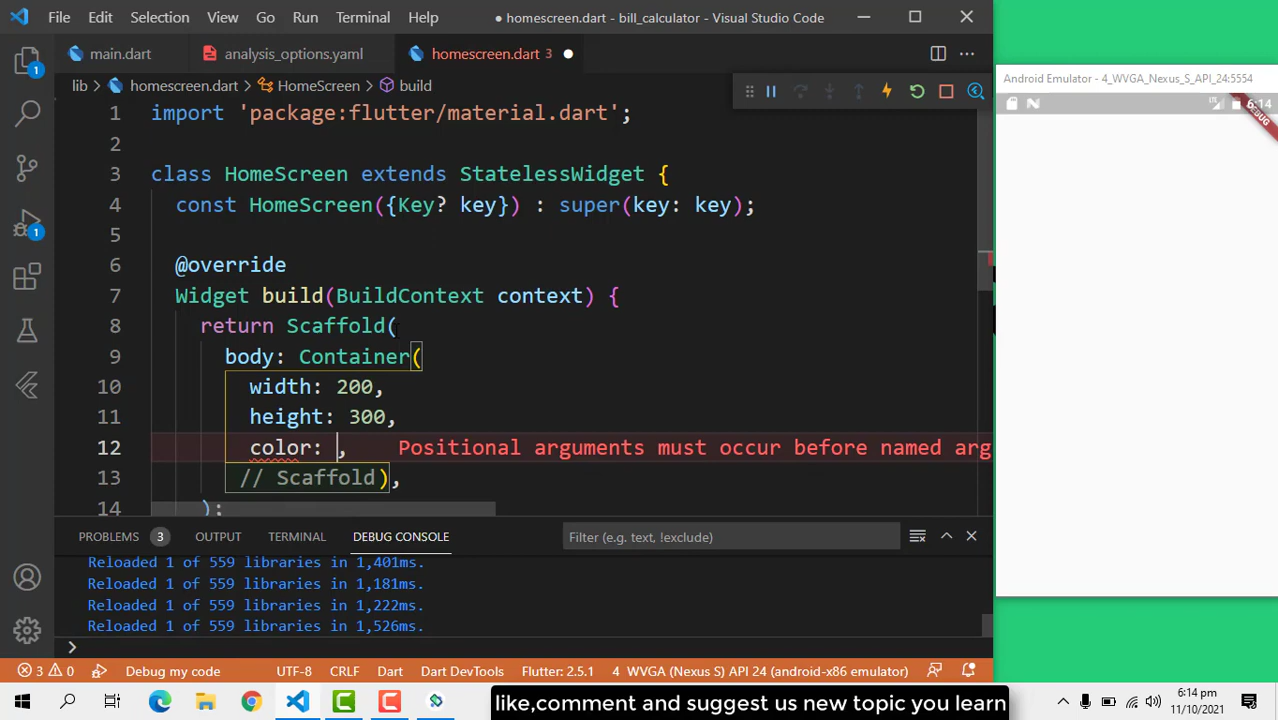 File Edit Selection View Go Run Terminal Help ● homescreen.dart - bill_calculator - Visual Studio Code
main.dart analysis_options.yaml homescreen.dart 3 ●
lib > homescreen.dart > HomeScreen > build
1 import 'package:flutter/material.dart';
2
3 class HomeScreen extends StatelessWidget {
4 const HomeScreen({Key? key}) : super(key: key);
5
6 @override
7 Widget build(BuildContext context) {
8 return Scaffold(
9 body: Container(
10 width: 200,
11 height: 300,
12 color: , Positional arguments must occur before named arg
13 // Scaffold),
14 );
PROBLEMS 3 OUTPUT TERMINAL DEBUG CONSOLE Filter (e.g. text, !exclude)
Reloaded 1 of 559 libraries in 1,401ms.
Reloaded 1 of 559 libraries in 1,181ms.
Reloaded 1 of 559 libraries in 1,222ms.
Reloaded 1 of 559 libraries in 1,526ms.
>
3 0 Debug my code UTF-8 CRLF Dart Dart DevTools Flutter: 2.5.1 4 WVGA (Nexus S) API 24 (android-x86 emulator)
1
1
Android Emulator - 4_WVGA_Nexus_S_API_24:5554
LTE 6:14
DEBUG
like,comment and suggest us new topic you learn
6:14 pm
11/10/2021